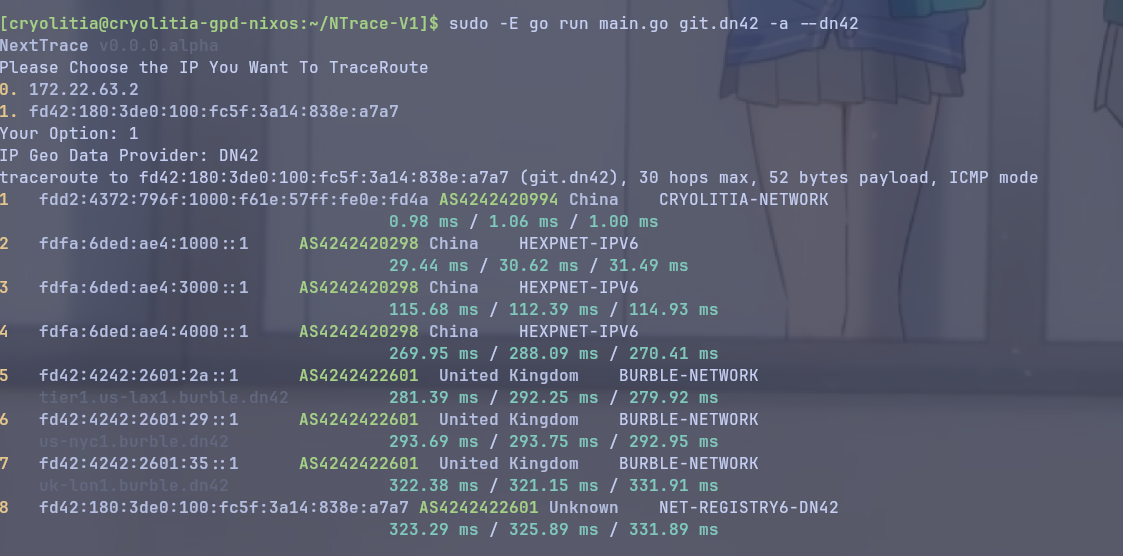 [cryolitia@cryolitia-gpd-nixos:~/NTrace-V1]$ sudo -E go run main.go git.dn42 -a --dn42
NextTrace v0.0.0.alpha
Please Choose the IP You Want To TraceRoute
0. 172.22.63.2
1. fd42:180:3de0:100:fc5f:3a14:838e:a7a7
Your Option: 1
IP Geo Data Provider: DN42
traceroute to fd42:180:3de0:100:fc5f:3a14:838e:a7a7 (git.dn42), 30 hops max, 52 bytes payload, ICMP mode
1 fdd2:4372:796f:1000:f61e:57ff:fe0e:fd4a AS4242420994 China CRYOLITIA-NETWORK
0.98 ms / 1.06 ms / 1.00 ms
2 fdfa:6ded:ae4:1000::1 AS4242420298 China HEXPNET-IPV6
29.44 ms / 30.62 ms / 31.49 ms
3 fdfa:6ded:ae4:3000::1 AS4242420298 China HEXPNET-IPV6
115.68 ms / 112.39 ms / 114.93 ms
4 fdfa:6ded:ae4:4000::1 AS4242420298 China HEXPNET-IPV6
269.95 ms / 288.09 ms / 270.41 ms
5 fd42:4242:2601:2a::1 AS4242422601 United Kingdom BURBLE-NETWORK
tier1.us-lax1.burble.dn42 281.39 ms / 292.25 ms / 279.92 ms
6 fd42:4242:2601:29::1 AS4242422601 United Kingdom BURBLE-NETWORK
us-nyc1.burble.dn42 293.69 ms / 293.75 ms / 292.95 ms
7 fd42:4242:2601:35::1 AS4242422601 United Kingdom BURBLE-NETWORK
uk-lon1.burble.dn42 322.38 ms / 321.15 ms / 331.91 ms
8 fd42:180:3de0:100:fc5f:3a14:838e:a7a7 AS4242422601 Unknown NET-REGISTRY6-DN42
323.29 ms / 325.89 ms / 331.89 ms